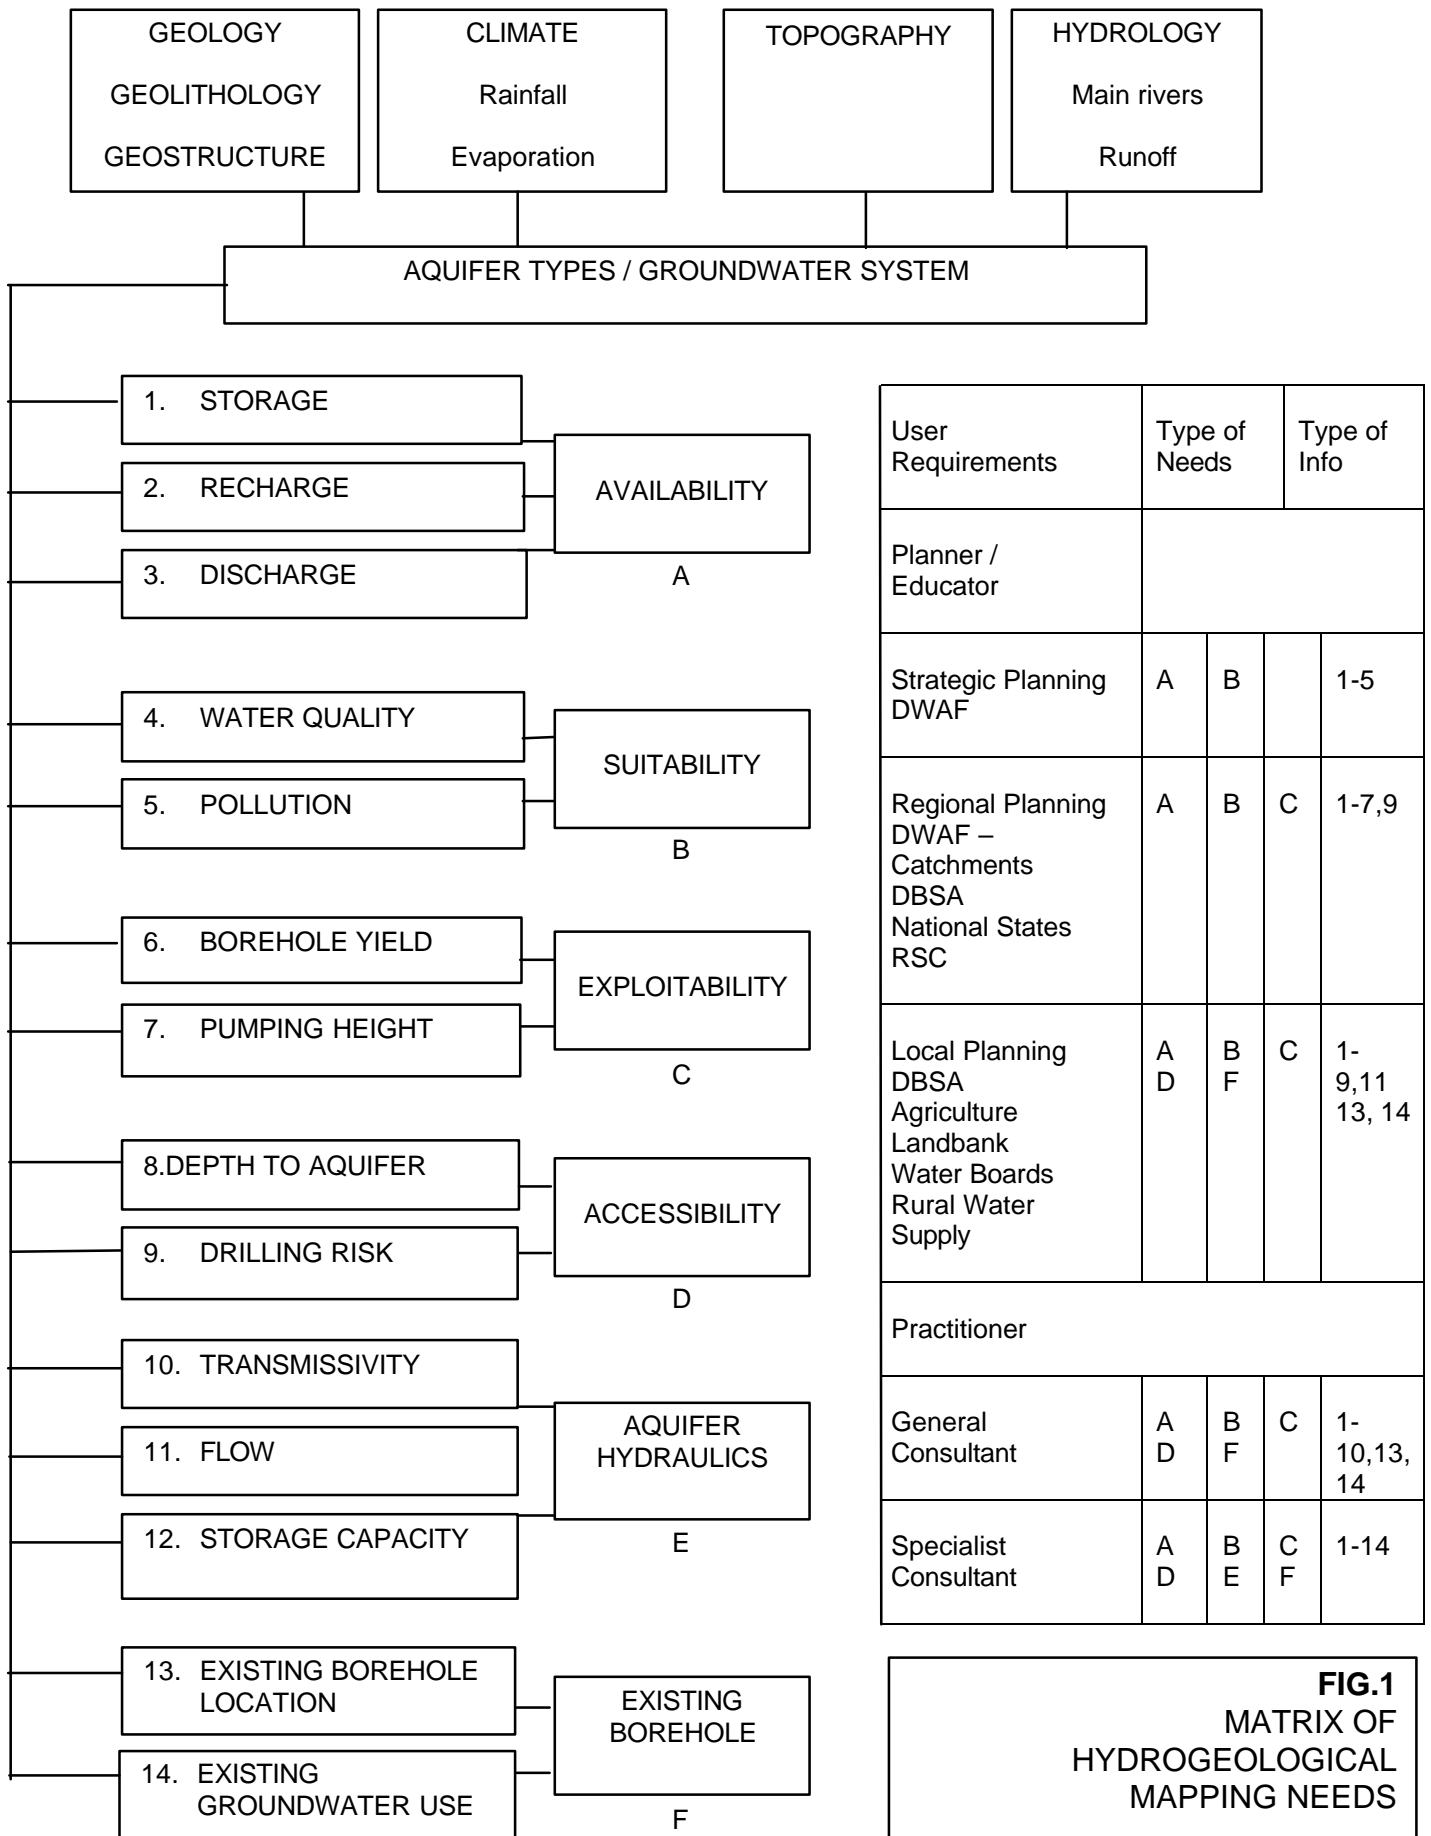 GEOLOGY
GEOLITHOLOGY
GEOSTRUCTURE
CLIMATE
Rainfall
Evaporation
TOPOGRAPHY
HYDROLOGY
Main rivers
Runoff
AQUIFER TYPES / GROUNDWATER SYSTEM
1. STORAGE
2. RECHARGE
3. DISCHARGE
AVAILABILITY
A
4. WATER QUALITY
5. POLLUTION
SUITABILITY
B
6. BOREHOLE YIELD
7. PUMPING HEIGHT
EXPLOITABILITY
C
8.DEPTH TO AQUIFER
9. DRILLING RISK
ACCESSIBILITY
D
10. TRANSMISSIVITY
11. FLOW
12. STORAGE CAPACITY
AQUIFER
HYDRAULICS
E
13. EXISTING BOREHOLE
LOCATION
14. EXISTING
GROUNDWATER USE
EXISTING
BOREHOLE
F
User
Requirements
Type of
Needs
Type of
Info
Planner /
Educator
Strategic Planning
DWAF
A
B
1-5
Regional Planning
DWAF –
Catchments
DBSA
National States
RSC
A
B
C
1-7,9
Local Planning
DBSA
Agriculture
Landbank
Water Boards
Rural Water
Supply
A
D
B
F
C
1-
9,11
13, 14
Practitioner
General
Consultant
A
D
B
F
C
1-
10,13,
14
Specialist
Consultant
A
D
B
E
C
F
1-14
FIG.1
MATRIX OF
HYDROGEOLOGICAL
MAPPING NEEDS